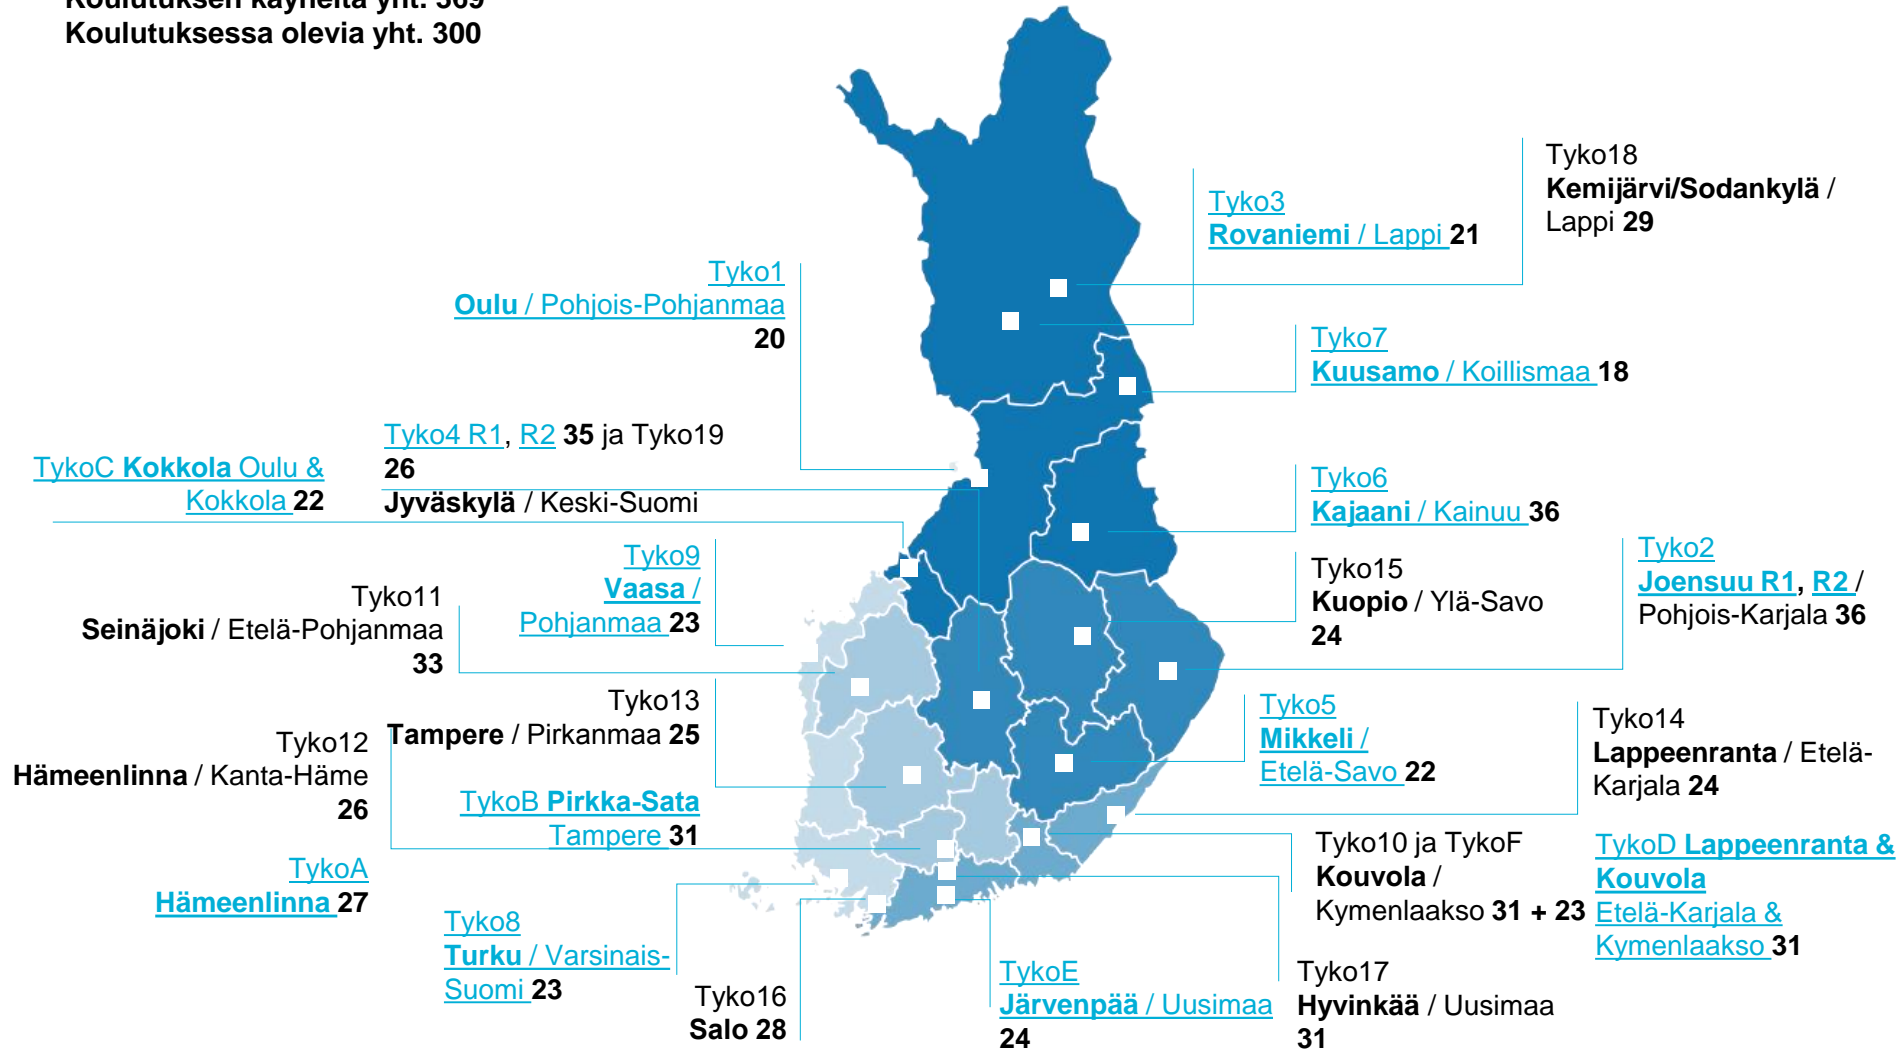 Koulutuksen käyneitä yht. 369
Koulutuksessa olevia yht. 300
Tyko18
Kemijärvi/Sodankylä /
Lappi 29
Tyko3
Rovaniemi / Lappi 21
Tyko1
Oulu / Pohjois-Pohjanmaa
20
Tyko7
Kuusamo / Koillismaa 18
Tyko4 R1, R2 35 ja Tyko19
26
Jyväskylä / Keski-Suomi
TykoC Kokkola Oulu &
Kokkola 22
Tyko6
Kajaani / Kainuu 36
Tyko9
Vaasa /
Pohjanmaa 23
Tyko15
Kuopio / Ylä-Savo
24
Tyko2
Joensuu R1, R2 /
Pohjois-Karjala 36
Tyko11
Seinäjoki / Etelä-Pohjanmaa
33
Tyko13
Tampere / Pirkanmaa 25
Tyko5
Mikkeli /
Etelä-Savo 22
Tyko14
Lappeenranta / Etelä-
Karjala 24
Tyko12
Hämeenlinna / Kanta-Häme
26
TykoB Pirkka-Sata
Tampere 31
Tyko10 ja TykoF
Kouvola /
Kymenlaakso 31 + 23
TykoD Lappeenranta &
Kouvola
Etelä-Karjala &
Kymenlaakso 31
TykoA
Hämeenlinna 27
Tyko8
Turku / Varsinais-
Suomi 23
Tyko16
Salo 28
TykoE
Järvenpää / Uusimaa
24
Tyko17
Hyvinkää / Uusimaa
31